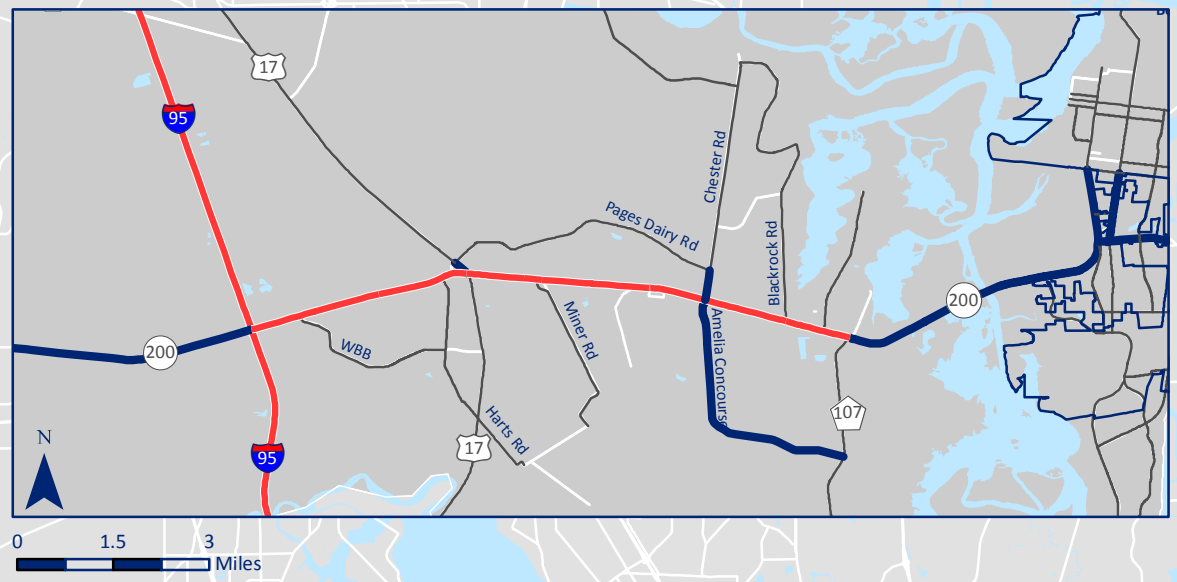 17
95
Chester Rd
Pages Dairy Rd
Blackrock Rd
200
200
Miner Rd
WBB
Amelia Concourse
107
Harts Rd
17
95
N
0 1.5 3
Miles